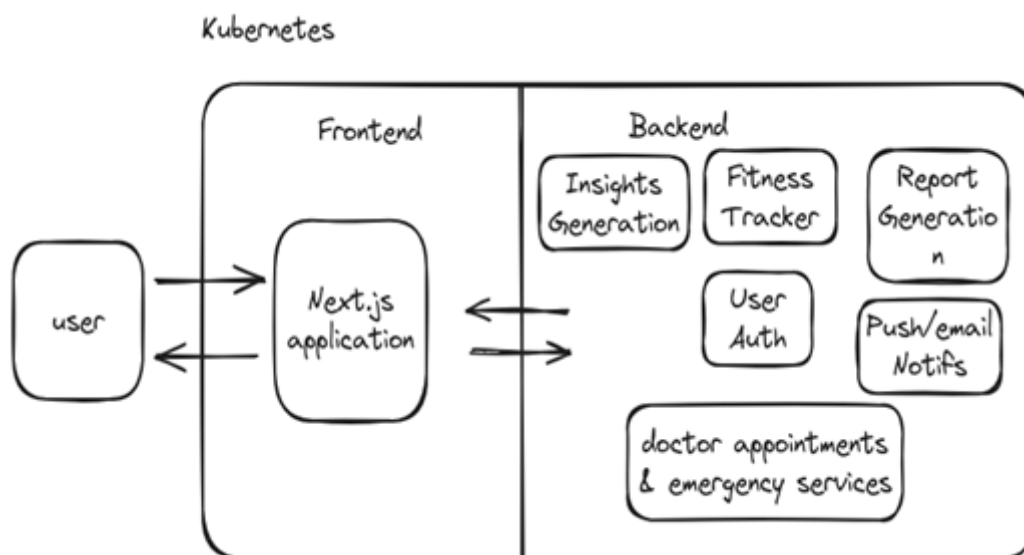 Kubernetes
Frontend
Backend
Insights
Generation
Fitness
Tracker
Report
Generatio
n
user
Next.js
application
User
Auth
Push/email
Notifs
doctor appointments
& emergency services